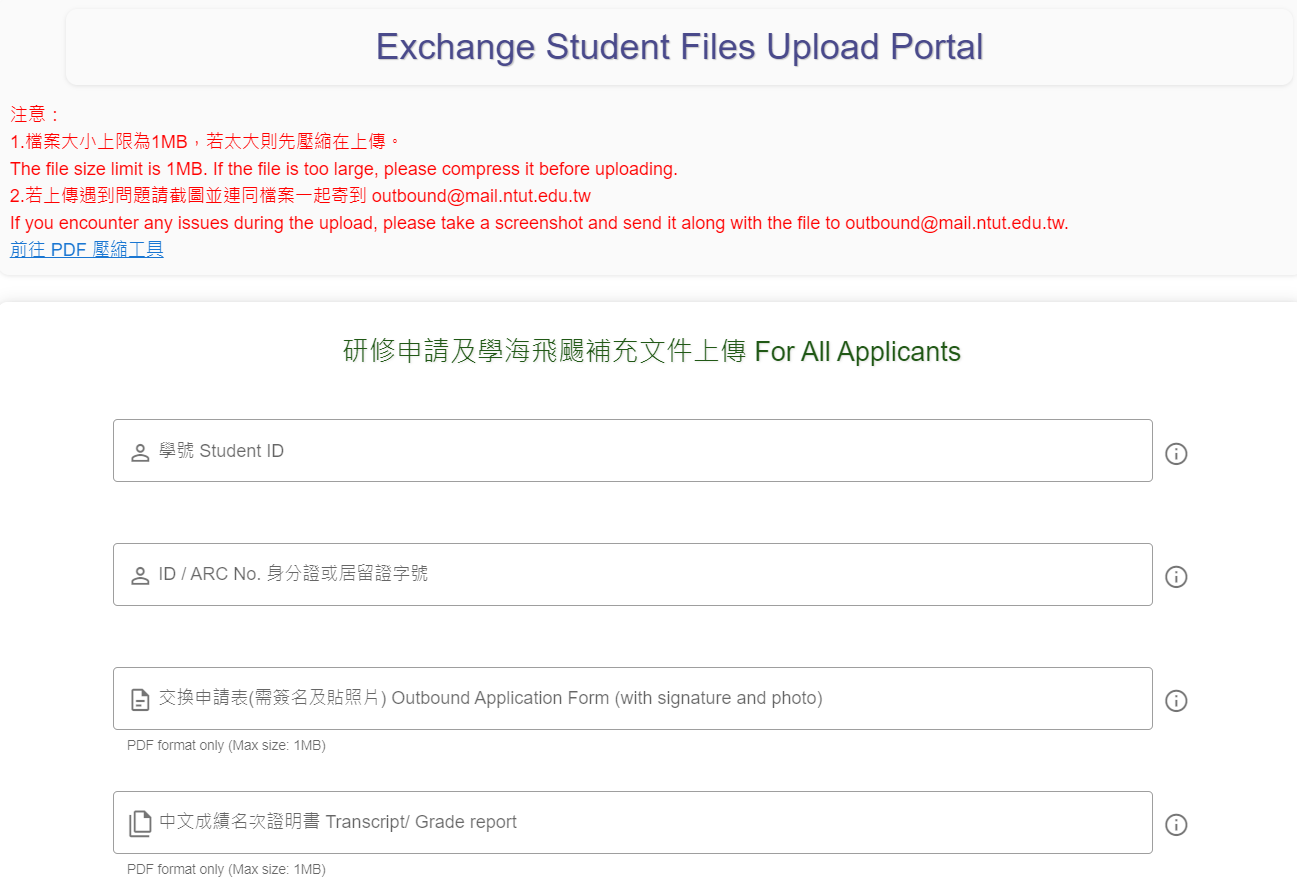 Exchange Student Files Upload Portal
注意：
1.檔案大小上限為1MB，若太大則先壓縮在上傳。
The file size limit is 1MB. If the file is too large, please compress it before uploading.
2.若上傳遇到問題請截圖並連同檔案一起寄到 outbound@mail.ntut.edu.tw
If you encounter any issues during the upload, please take a screenshot and send it along with the file to outbound@mail.ntut.edu.tw.
前往 PDF 壓縮工具
研修申請及學海飛颺補充文件上傳 For All Applicants
學號 Student ID
ID / ARC No. 身分證或居留證字號
交換申請表(需簽名及貼照片) Outbound Application Form (with signature and photo)
PDF format only (Max size: 1MB)
中文成績名次證明書 Transcript/ Grade report
PDF format only (Max size: 1MB)